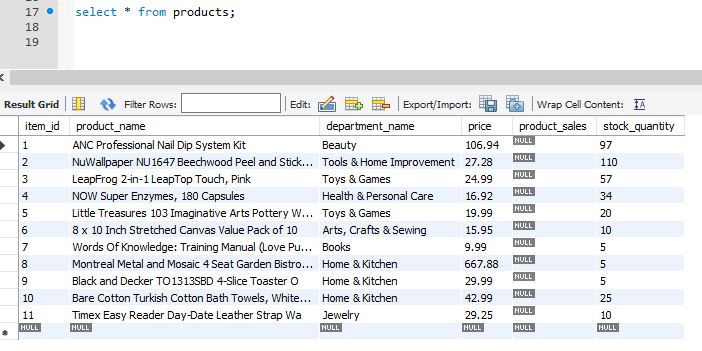 17 select * from products;
18
19
Result Grid Filter Rows: Edit: Export/Import: Wrap Cell Content: IA
item_id product_name department_name price product_sales stock_quantity
1 ANC Professional Nail Dip System Kit Beauty 106.94 NULL 97
2 NuWallpaper NU1647 Beechwood Peel and Stick... Tools & Home Improvement 27.28 NULL 110
3 LeapFrog 2-in-1 LeapTop Touch, Pink Toys & Games 24.99 NULL 57
4 NOW Super Enzymes, 180 Capsules Health & Personal Care 16.92 NULL 34
5 Little Treasures 103 Imaginative Arts Pottery W... Toys & Games 19.99 NULL 20
6 8 x 10 Inch Stretched Canvas Value Pack of 10 Arts, Crafts & Sewing 15.95 NULL 10
7 Words Of Knowledge: Training Manual (Love Pu... Books 9.99 NULL 5
8 Montreal Metal and Mosaic 4 Seat Garden Bistro... Home & Kitchen 667.88 NULL 5
9 Black and Decker TO1313SBD 4-Slice Toaster O Home & Kitchen 29.99 NULL 5
10 Bare Cotton Turkish Cotton Bath Towels, White... Home & Kitchen 42.99 NULL 25
11 Timex Easy Reader Day-Date Leather Strap Wa Jewelry 29.25 NULL 10
NULL NULL NULL NULL NULL NULL